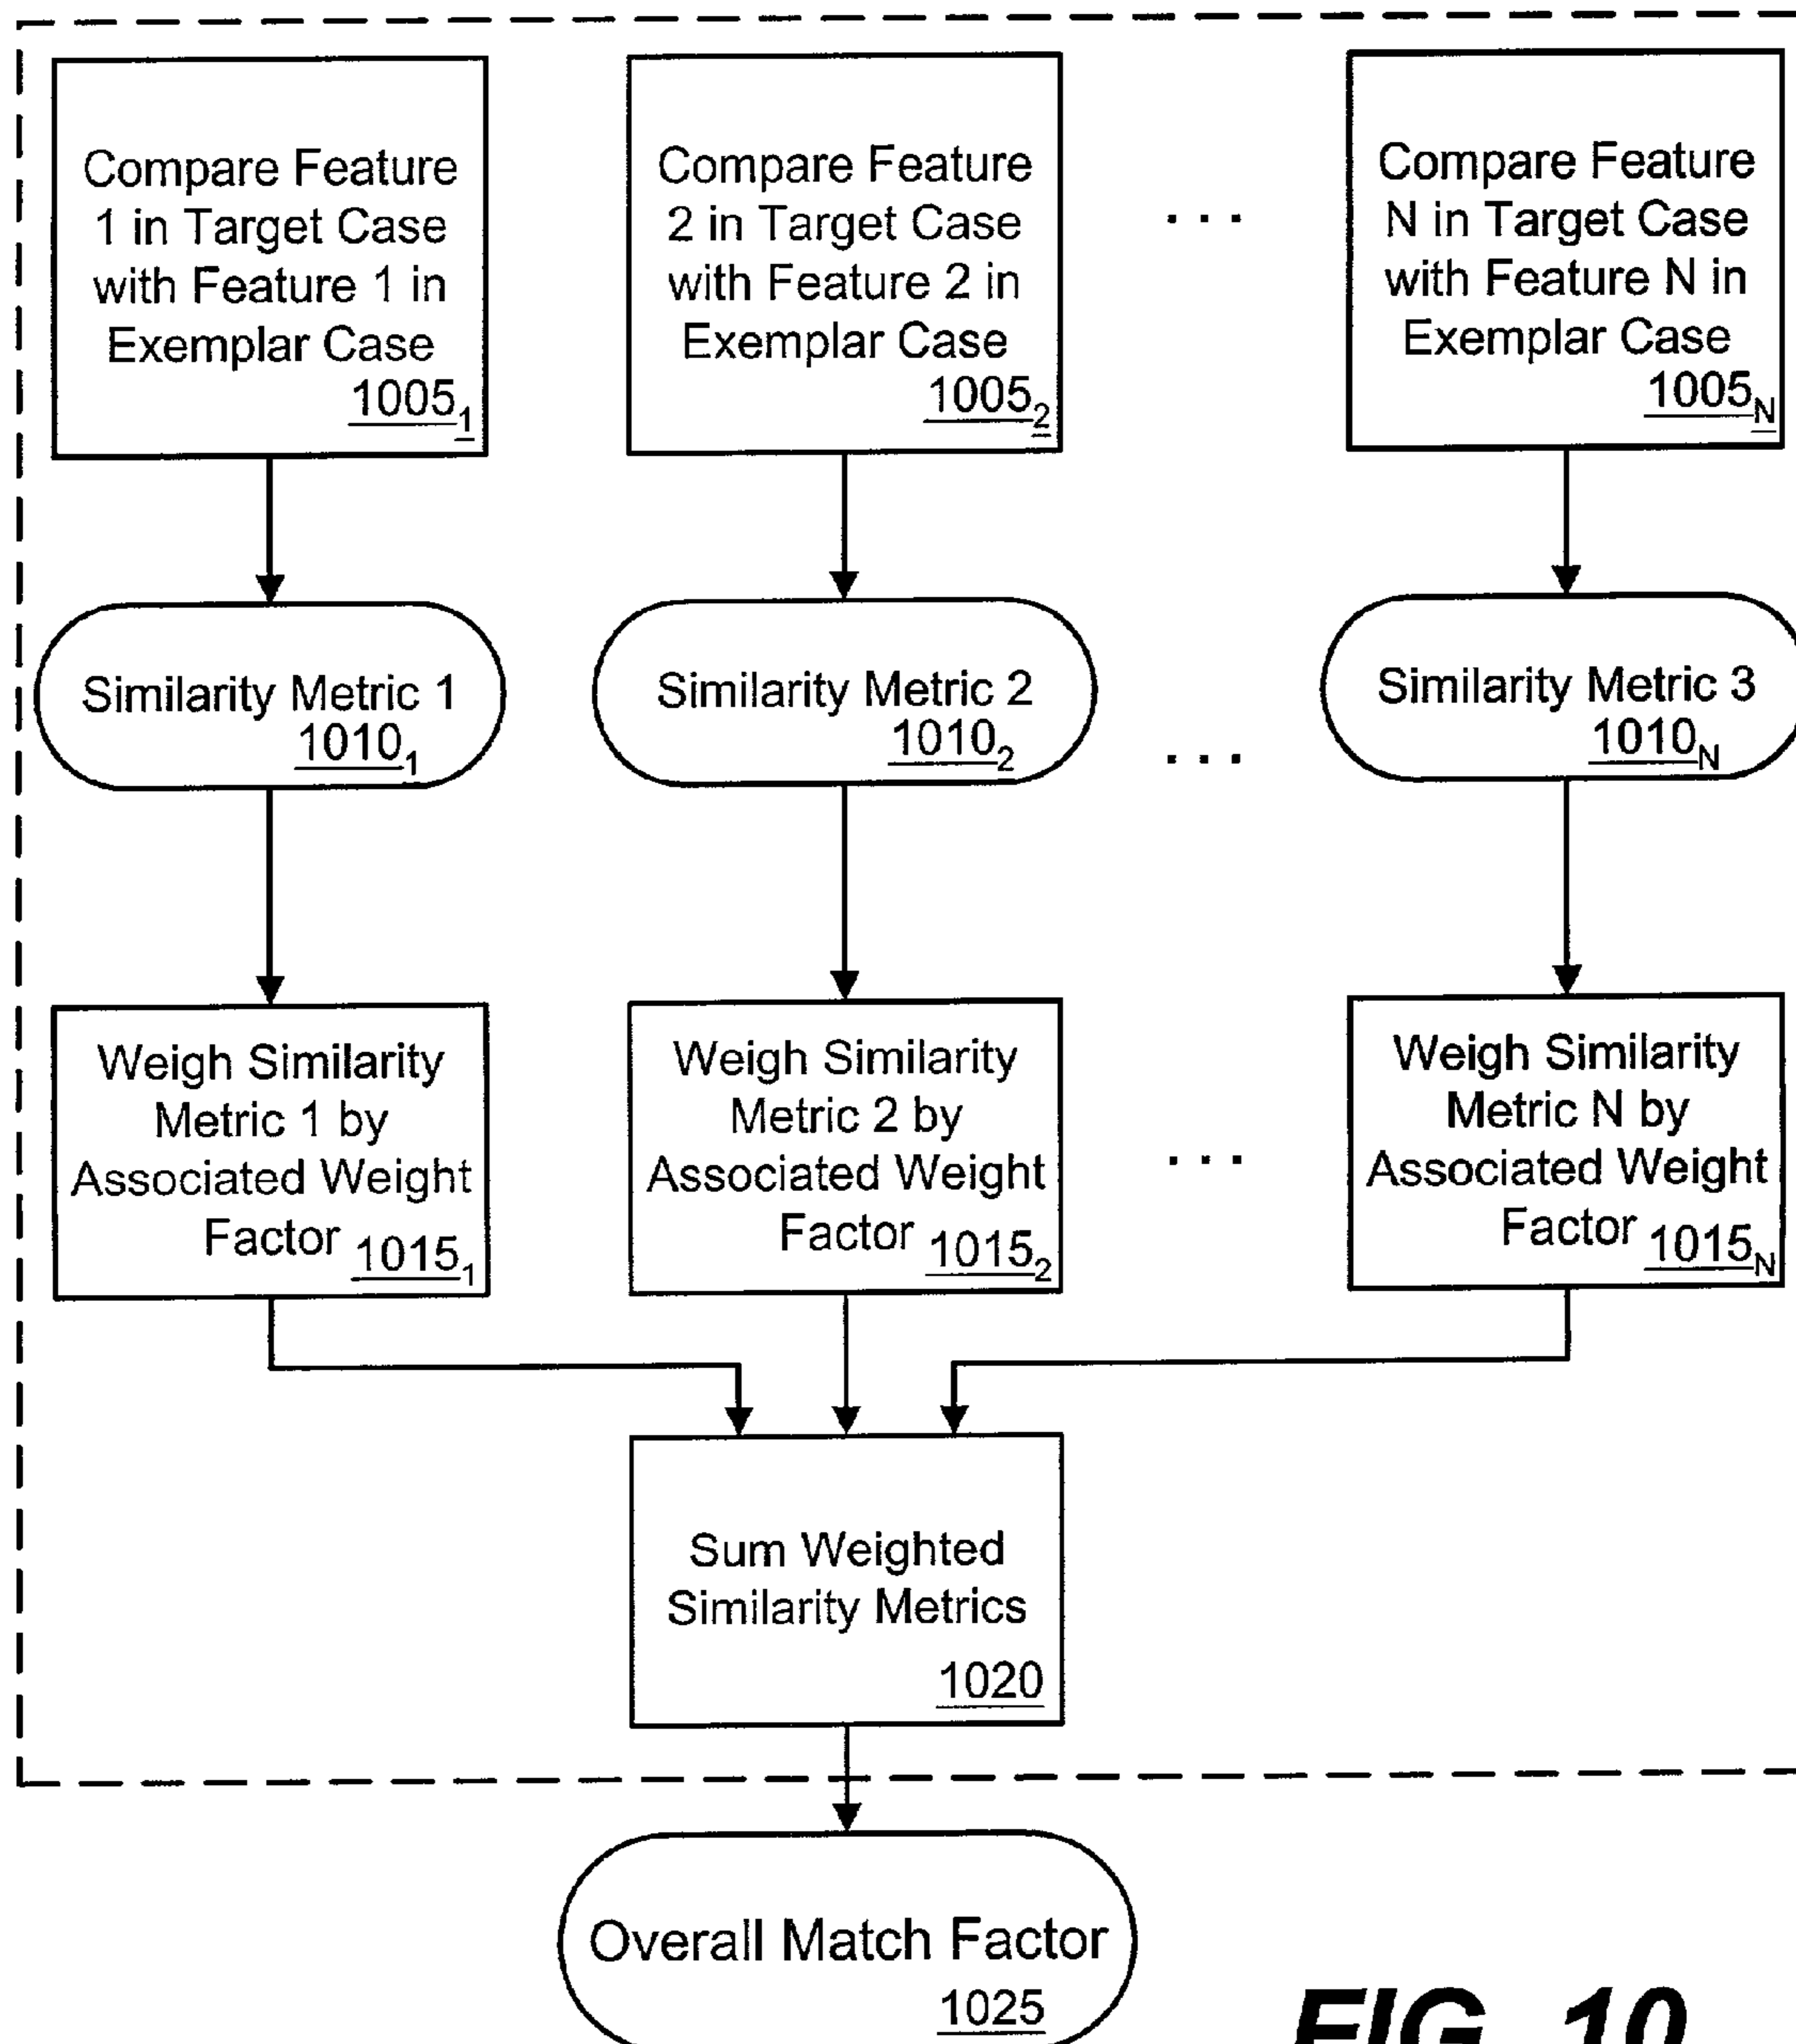 Compare Feature
1 in Target Case
with Feature 1 in
Exemplar Case
1005₁
Compare Feature
2 in Target Case
with Feature 2 in
Exemplar Case
1005₂
. . .
Compare Feature
N in Target Case
with Feature N in
Exemplar Case
1005N
Similarity Metric 1
1010₁
Similarity Metric 2
1010₂
. . .
Similarity Metric 3
1010N
Weigh Similarity
Metric 1 by
Associated Weight
Factor 1015₁
Weigh Similarity
Metric 2 by
Associated Weight
Factor 1015₂
. . .
Weigh Similarity
Metric N by
Associated Weight
Factor 1015N
Sum Weighted
Similarity Metrics
1020
Overall Match Factor
1025
FIG. 10